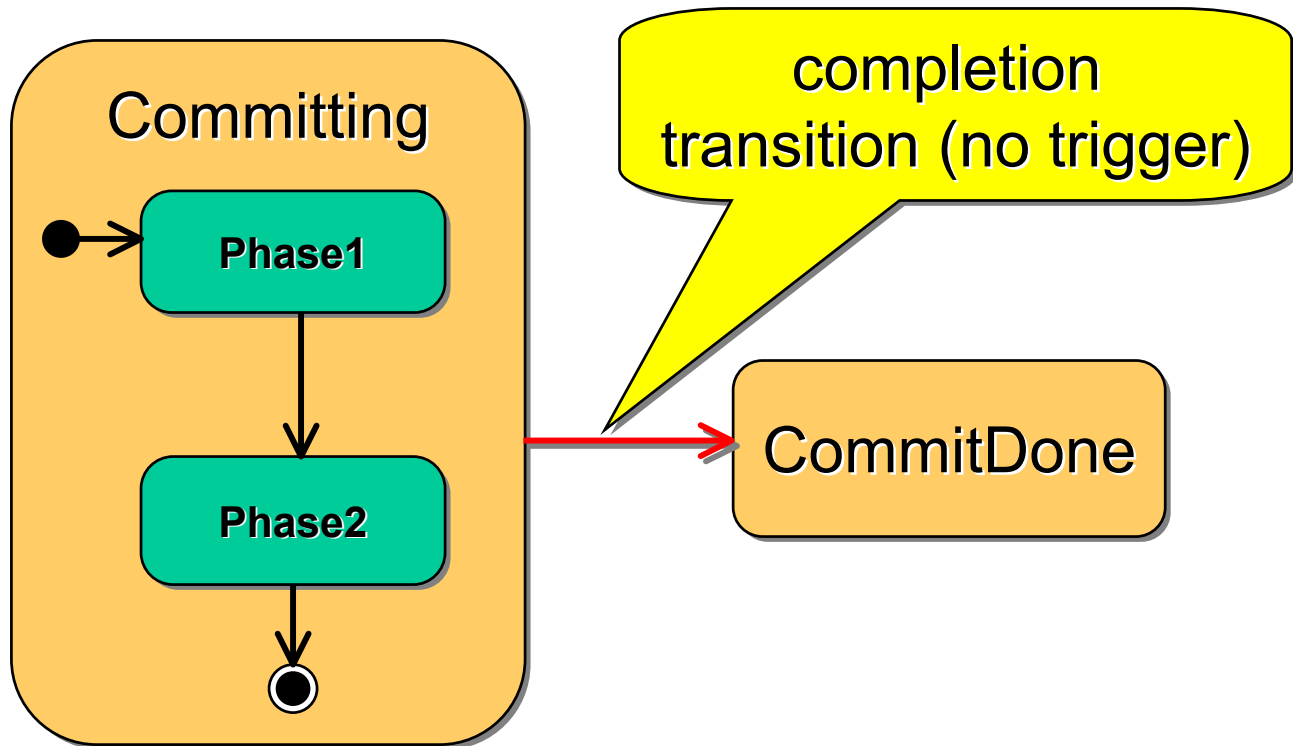 Committing
Phase1
Phase2
completion
transition (no trigger)
CommitDone